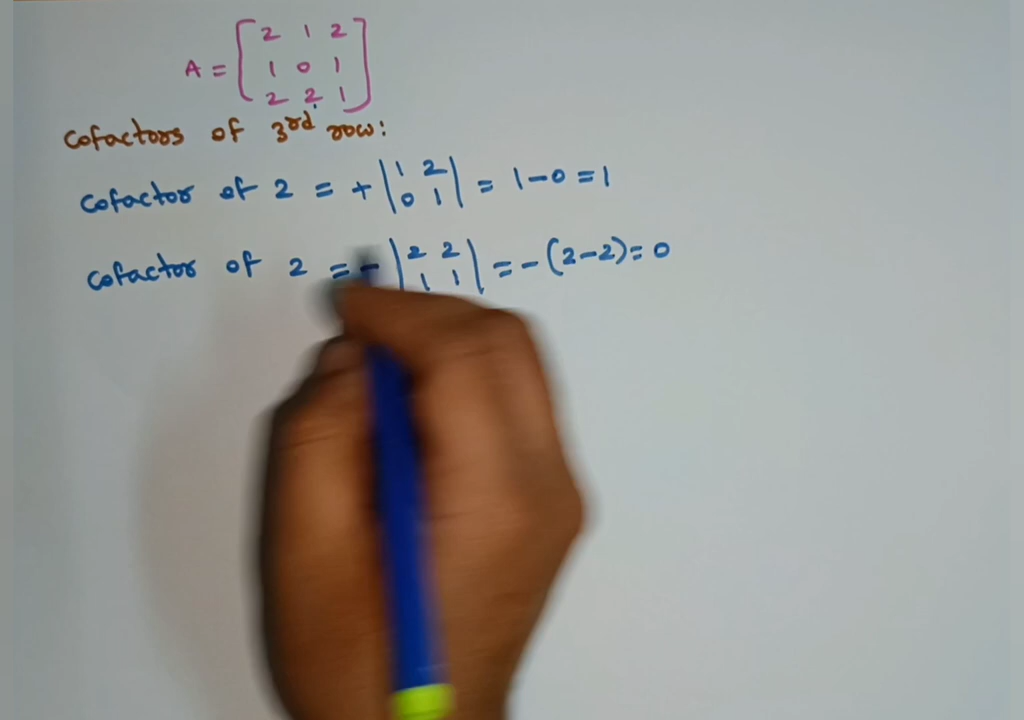 A = [ 2 1 2
1 0 1
2 2 1 ]
cofactors of 3rd row:
cofactor of 2 = + | 1 2 0 1 | = 1 - 0 = 1
cofactor of 2 = - | 2 2 1 1 | = - (2 - 2) = 0